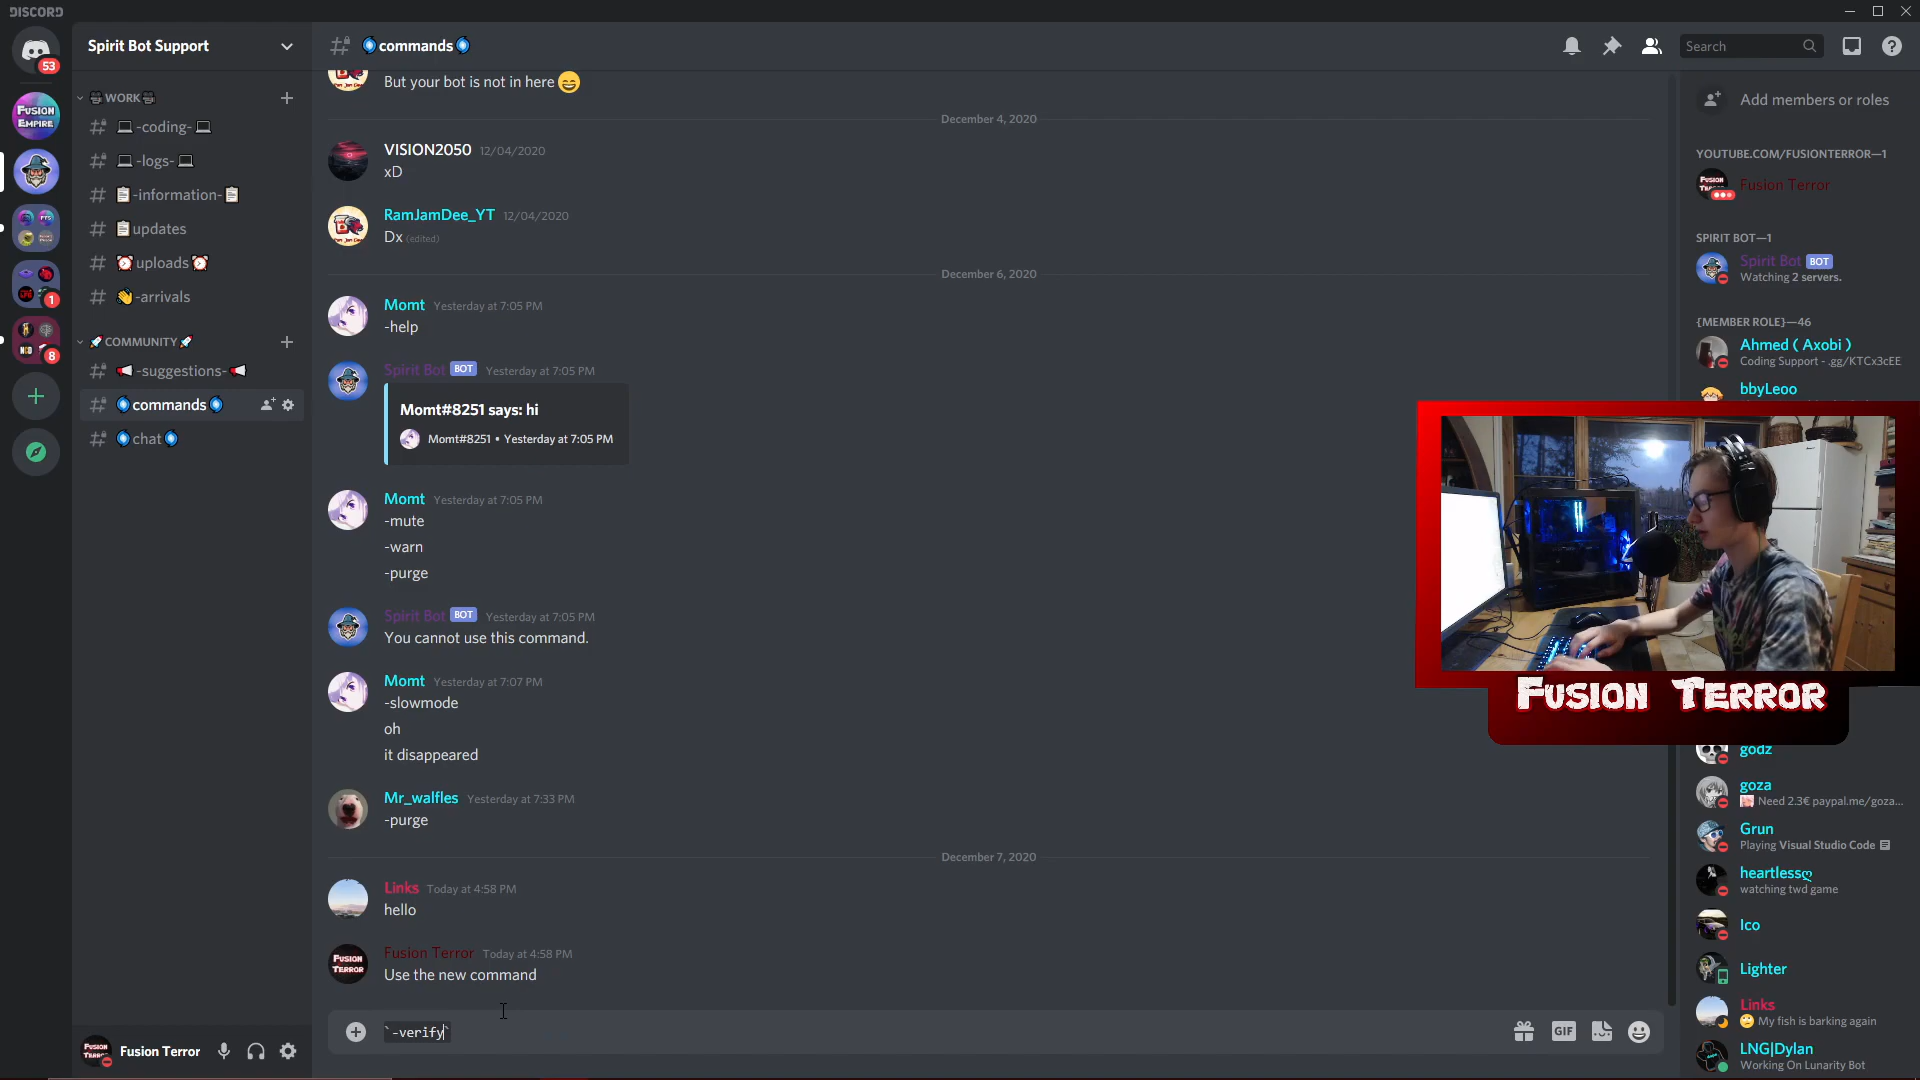 DISCORD
53
FUSION
EMPIRE
1
8
Spirit Bot Support
WORK
-coding-
-logs-
-information-
updates
uploads
-arrivals
COMMUNITY
-suggestions-
commands
chat
Fusion Terror
commands
Search
But your bot is not in here
December 4, 2020
VISION2050 12/04/2020
xD
RamJamDee_YT 12/04/2020
Dx (edited)
December 6, 2020
Momt Yesterday at 7:05 PM
-help
Spirit Bot BOT Yesterday at 7:05 PM
Momt#8251 says: hi
Momt#8251 • Yesterday at 7:05 PM
Momt Yesterday at 7:05 PM
-mute
-warn
-purge
Spirit Bot BOT Yesterday at 7:05 PM
You cannot use this command.
Momt Yesterday at 7:07 PM
-slowmode
oh
it disappeared
Mr_walfles Yesterday at 7:33 PM
-purge
December 7, 2020
Links Today at 4:58 PM
hello
FUSION
TERROR
Fusion Terror Today at 4:58 PM
Use the new command
`-verify`
GIF
Add members or roles
YOUTUBE.COM/FUSIONTERROR—1
Fusion Terror
SPIRIT BOT—1
Spirit Bot BOT
Watching 2 servers.
{MEMBER ROLE}—46
Ahmed ( Axobi )
Coding Support - .gg/KTCx3cEE
bbyLeoo
FUSION TERROR
godz
goza
Need 2.3€ paypal.me/goza...
Grun
Playing Visual Studio Code
heartlessღ
watching twd game
Ico
Lighter
Links
My fish is barking again
LNG|Dylan
Working On Lunarity Bot